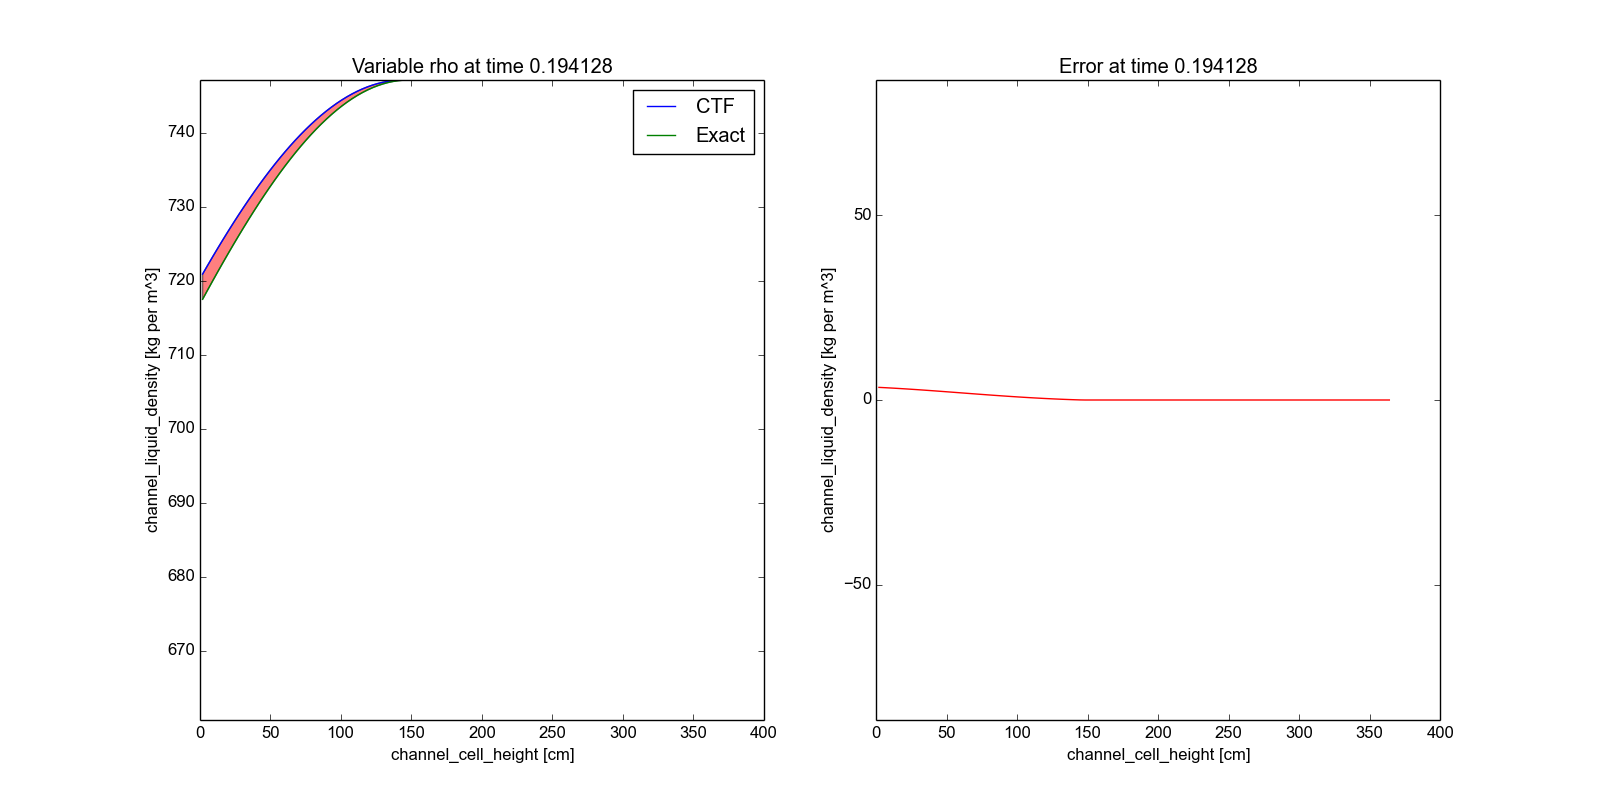 Variable rho at time 0.194128
CTF
Exact
740
730
720
710
700
690
680
670
channel_liquid_density [kg per m^3]
0 50 100 150 200 250 300 350 400
channel_cell_height [cm]
Error at time 0.194128
50
0
−50
channel_liquid_density [kg per m^3]
0 50 100 150 200 250 300 350 400
channel_cell_height [cm]